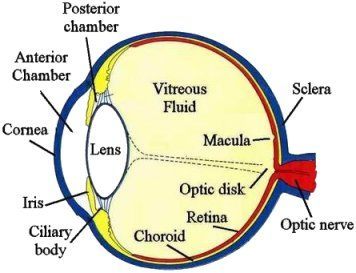 Posterior
chamber
Anterior
Chamber
Cornea
Lens
Iris
Ciliary
body
Choroid
Vitreous
Fluid
Sclera
Macula
Optic disk
Retina
Optic nerve